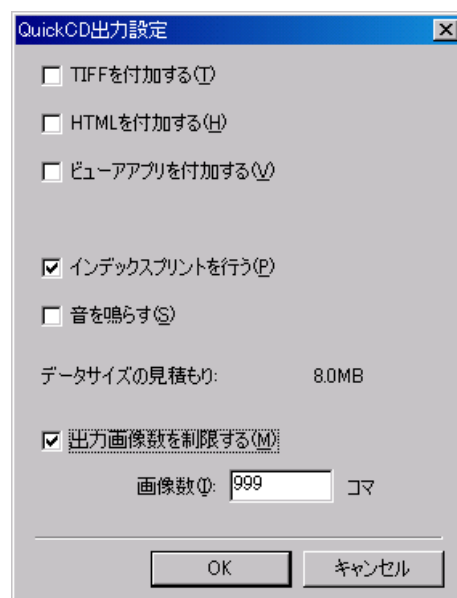 QuickCD出力設定
TIFFを付加する(T)
HTMLを付加する(H)
ビューアアプリを付加する(V)
インデックスプリントを行う(P)
音を鳴らす(S)
データサイズの見積もり: 8.0MB
出力画像数を制限する(M)
画像数(I): 999 コマ
OK キャンセル